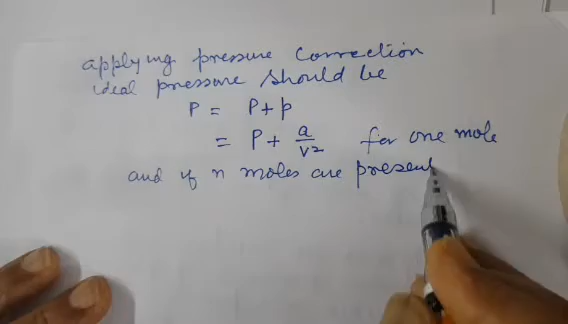 applying pressure correction
ideal pressure should be
P = P + p
= P + a/V2 for one mole
and if n moles are present